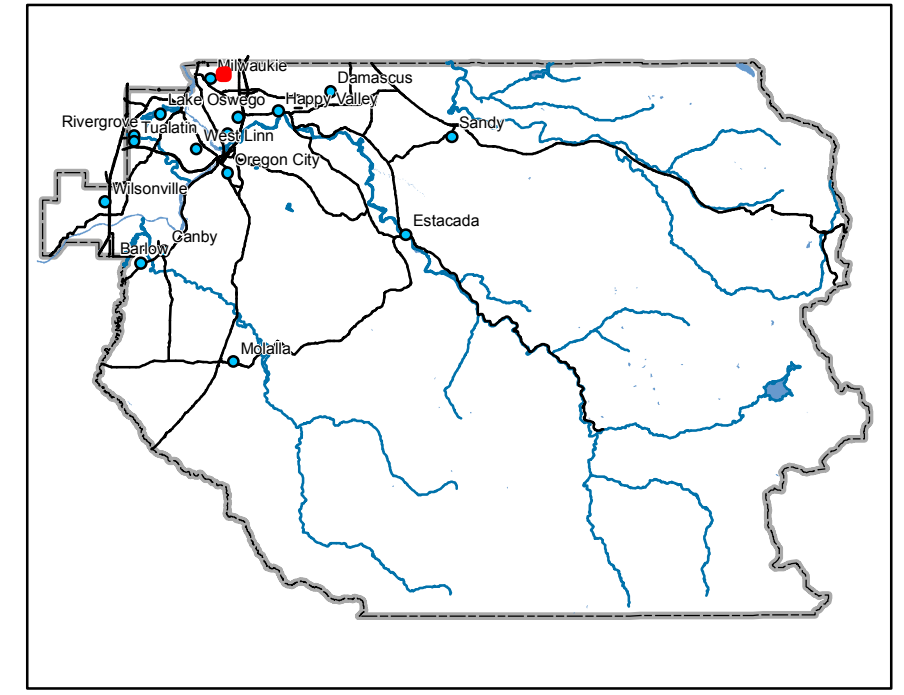 Milwaukie
Damascus
Lake Oswego
Happy Valley
Rivergrove
Tualatin
West Linn
Sandy
Oregon City
Wilsonville
Estacada
Canby
Barlow
Molalla